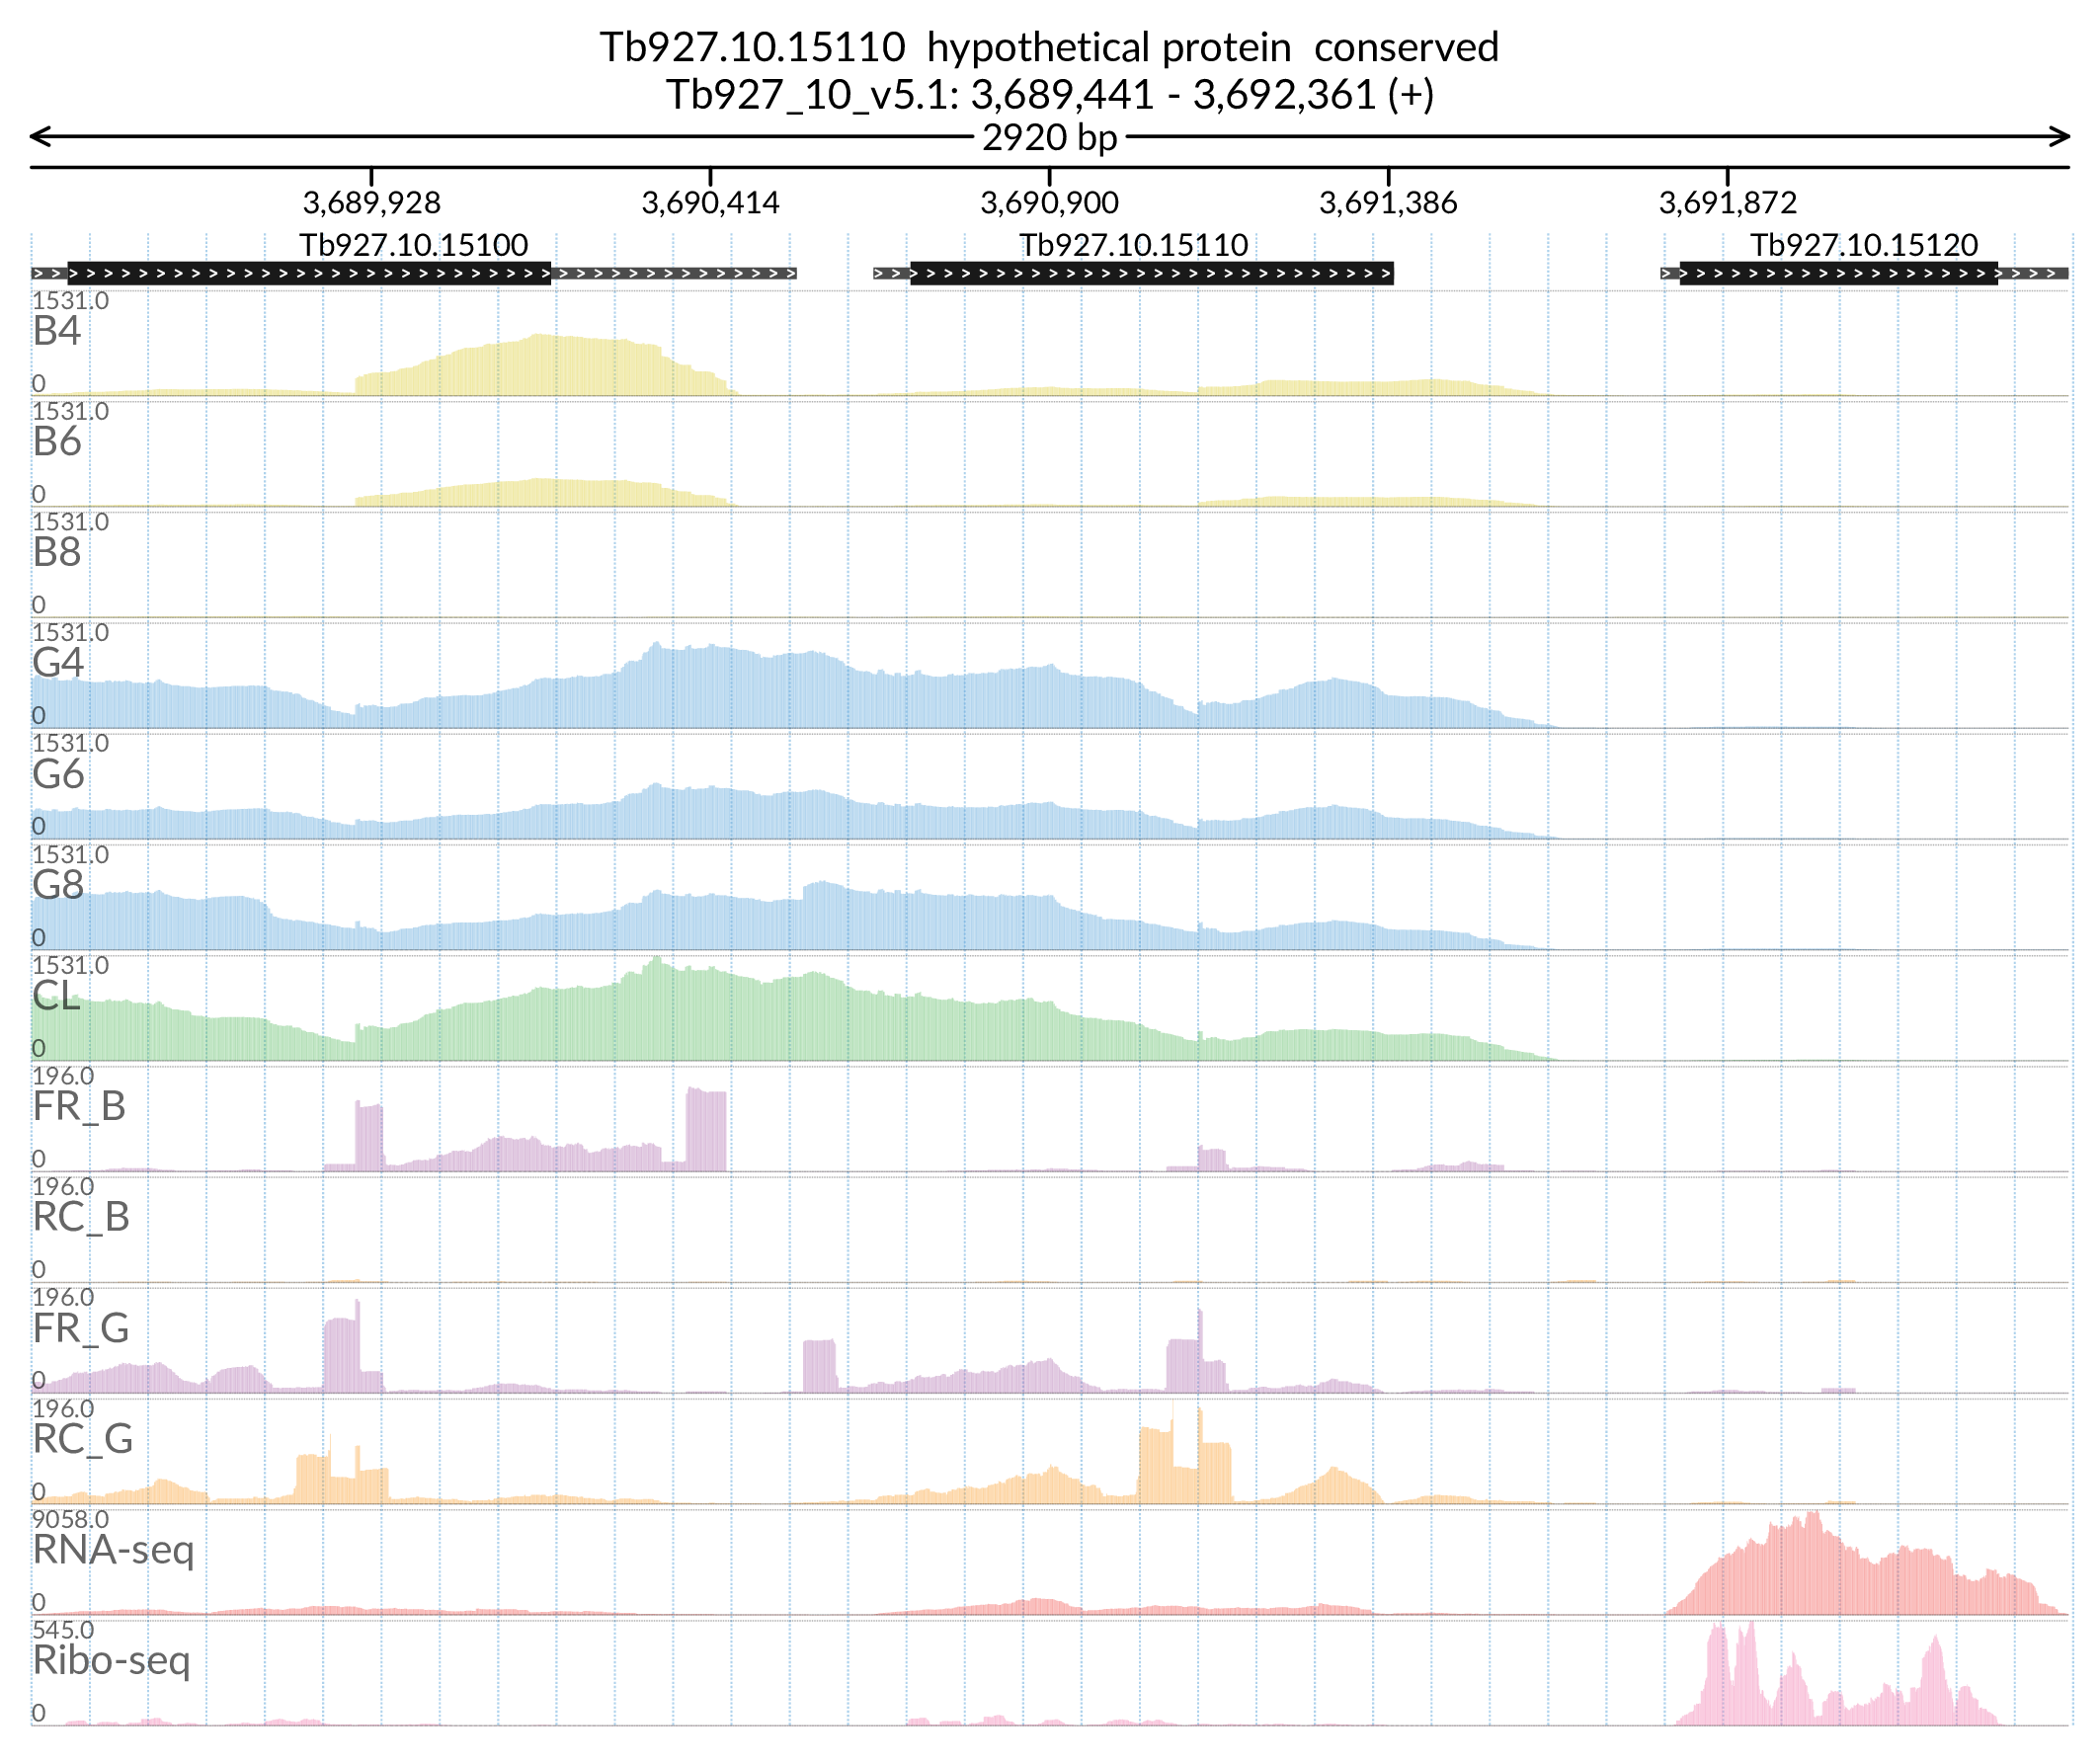 Tb927.10.15110 hypothetical protein conserved
Tb927_10_v5.1: 3,689,441 - 3,692,361 (+)
2920 bp
3,689,928 3,690,414 3,690,900 3,691,386 3,691,872
Tb927.10.15100 Tb927.10.15110 Tb927.10.15120
1531.0
B4
0
1531.0
B6
0
1531.0
B8
0
1531.0
G4
0
1531.0
G6
0
1531.0
G8
0
1531.0
CL
0
196.0
FR_B
0
196.0
RC_B
0
196.0
FR_G
0
196.0
RC_G
0
9058.0
RNA-seq
0
545.0
Ribo-seq
0